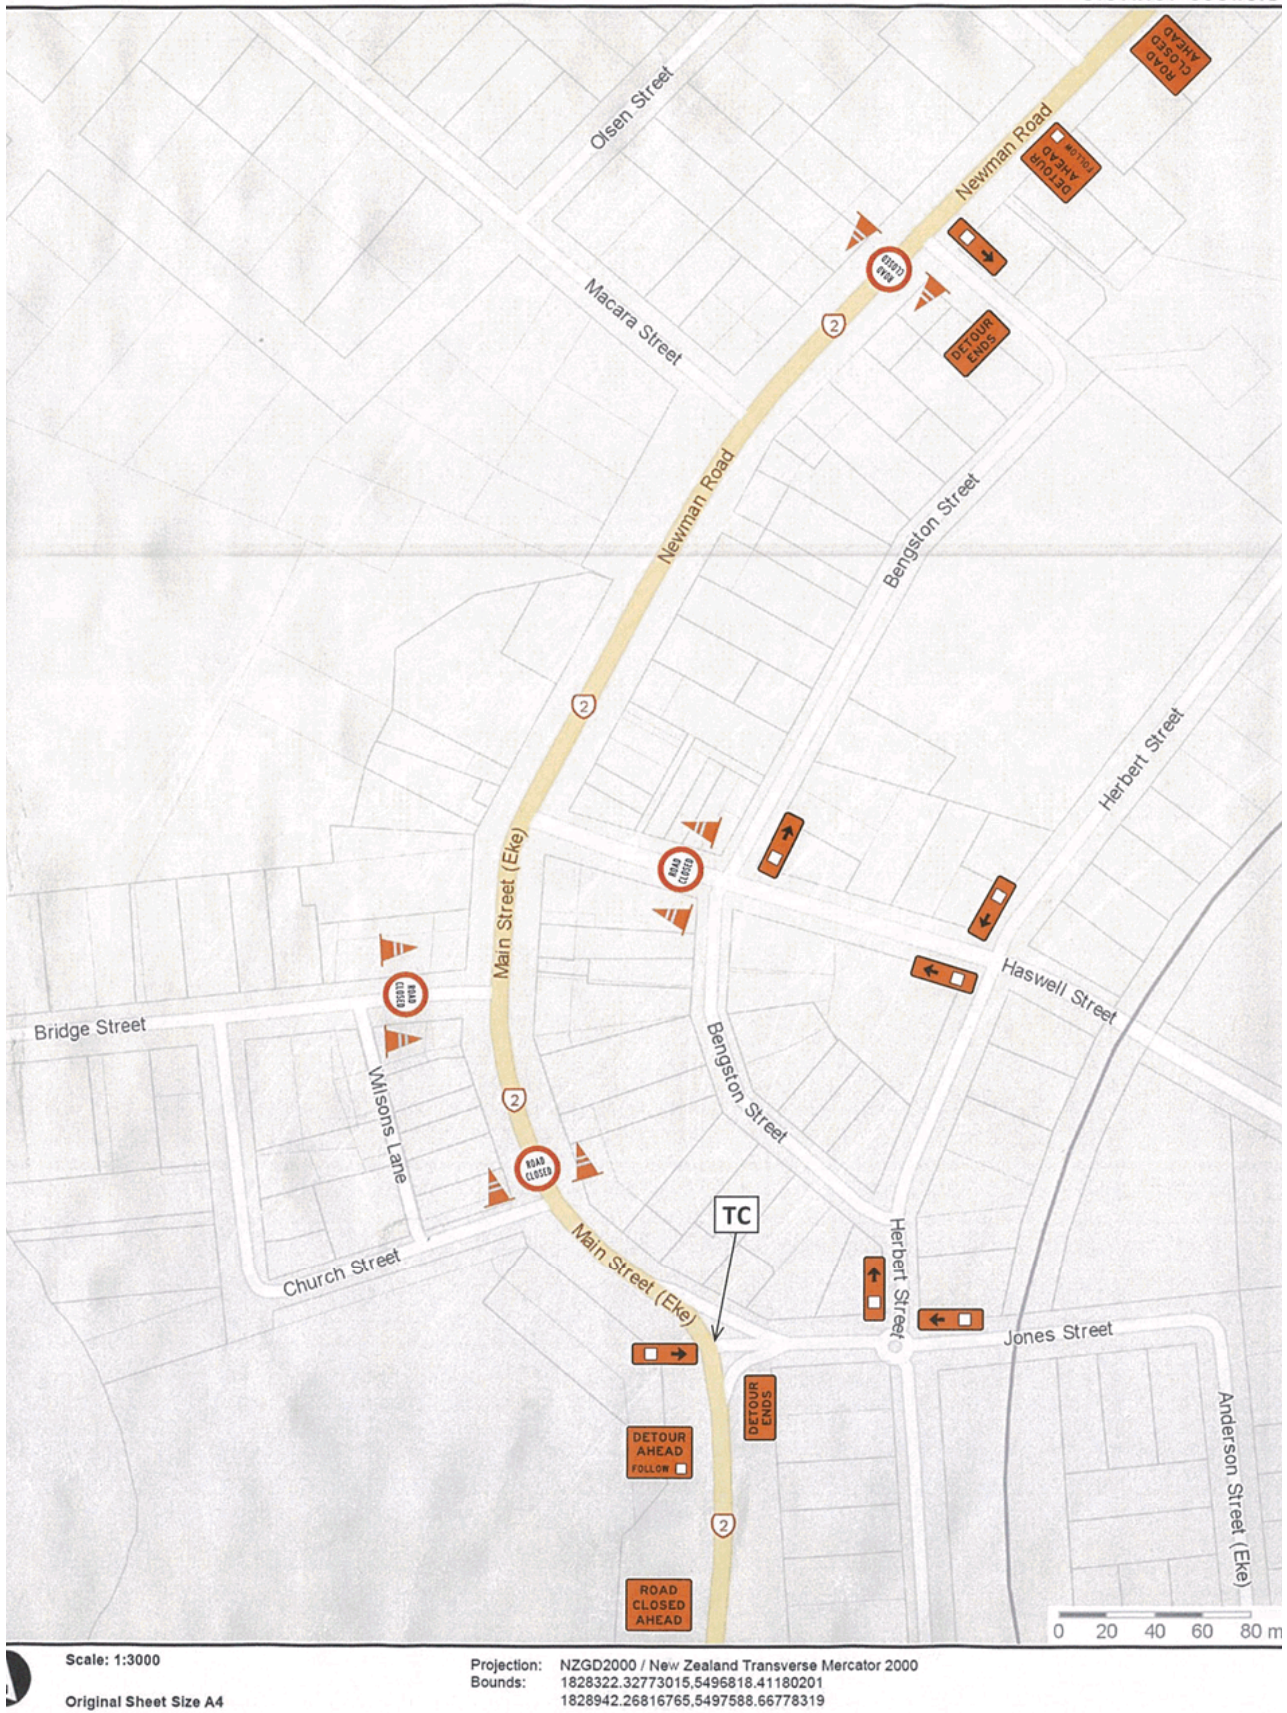 ROAD
CLOSED
AHEAD
Olsen Street
Newman Road
DETOUR
AHEAD
FOLLOW
ROAD
CLOSED
Macara Street
2
DETOUR
ENDS
Newman Road
Bengston Street
2
Herbert Street
Main Street (Eke)
ROAD
CLOSED
Haswell Street
ROAD
CLOSED
Bridge Street
Wilsons Lane
Bengston Street
2
ROAD
CLOSED
TC
Main Street (Eke)
Church Street
Herbert Street
Jones Street
DETOUR
ENDS
DETOUR
AHEAD
FOLLOW
Anderson Street (Eke)
2
ROAD
CLOSED
AHEAD
0 20 40 60 80 m
Scale: 1:3000
Original Sheet Size A4
Projection: NZGD2000 / New Zealand Transverse Mercator 2000
Bounds: 1828322.32773015,5496818.41180201
1828942.26816765,5497588.66778319